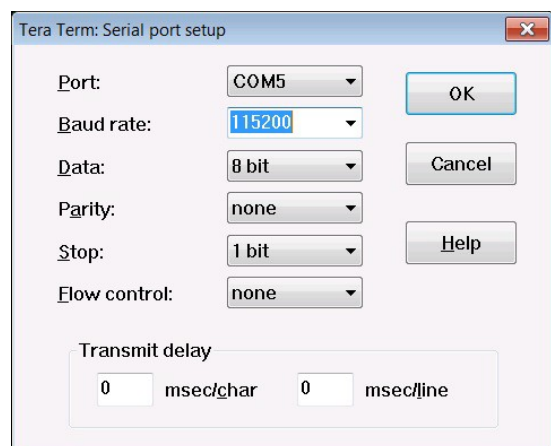 Tera Term: Serial port setup
Port: COM5
OK
Baud rate: 115200
Data: 8 bit
Cancel
Parity: none
Stop: 1 bit
Help
Flow control: none
Transmit delay
0 msec/char 0 msec/line